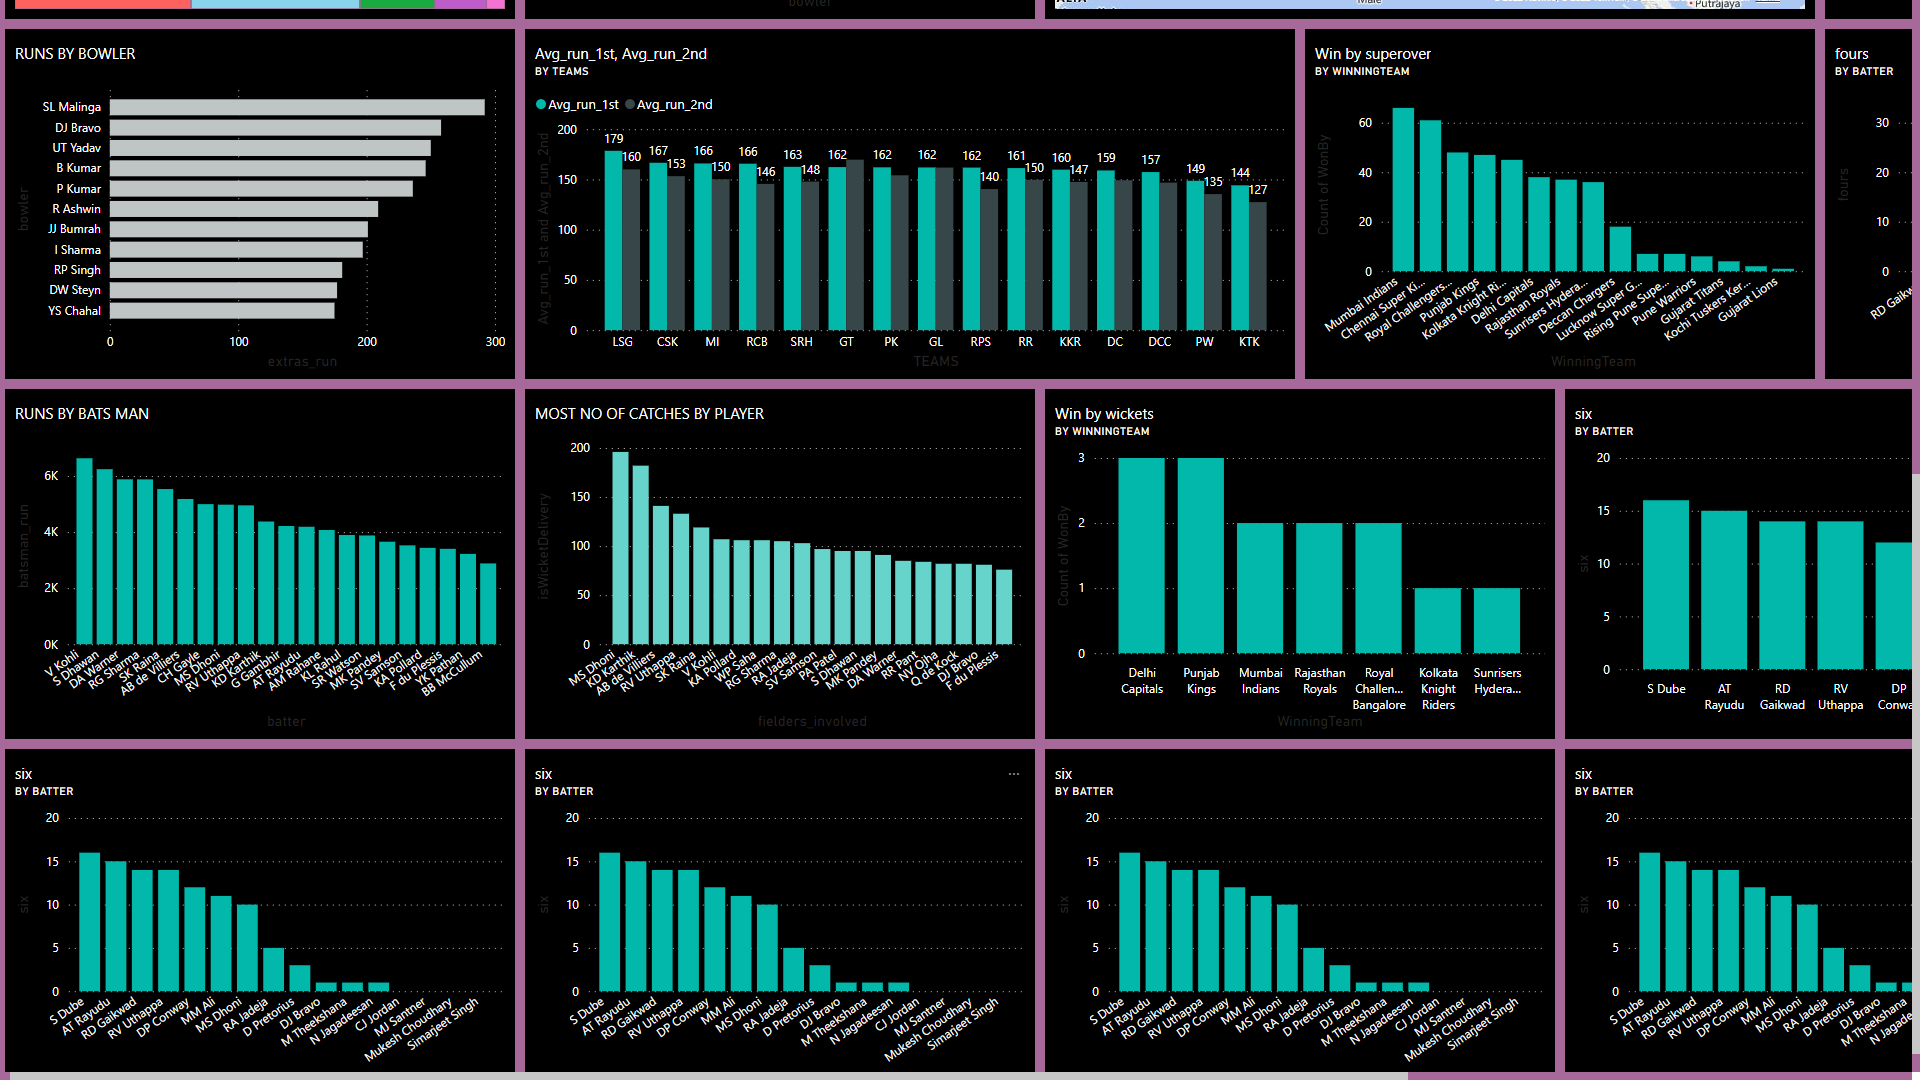 bowler
Male
Putrajaya
RUNS BY BOWLER
bowler
SL Malinga
DJ Bravo
UT Yadav
B Kumar
P Kumar
R Ashwin
JJ Bumrah
I Sharma
RP Singh
DW Steyn
YS Chahal
0 100 200 300
extras_run
Avg_run_1st, Avg_run_2nd
BY TEAMS
Avg_run_1st Avg_run_2nd
Avg_run_1st and Avg_run_2nd
200
150
100
50
0
179 160 167 153 166 150 166 146 163 148 162 162 162 162 140 161 150 160 147 159 157 149 135 144 127
LSG CSK MI RCB SRH GT PK GL RPS RR KKR DC DCC PW KTK
TEAMS
Win by superover
BY WINNINGTEAM
Count of WonBy
60
40
20
0
Mumbai Indians
Chennai Super Ki...
Royal Challengers...
Punjab Kings
Kolkata Knight Ri...
Delhi Capitals
Rajasthan Royals
Sunrisers Hydera...
Deccan Chargers
Lucknow Super G...
Rising Pune Supe...
Pune Warriors
Gujarat Titans
Kochi Tuskers Ker...
Gujarat Lions
WinningTeam
fours
BY BATTER
fours
30
20
10
0
RD Gaikw
RUNS BY BATS MAN
batsman_run
6K
4K
2K
0K
V Kohli
S Dhawan
DA Warner
RG Sharma
SK Raina
AB de Villiers
CH Gayle
MS Dhoni
RV Uthappa
KD Karthik
G Gambhir
AT Rayudu
AM Rahane
KL Rahul
SR Watson
MK Pandey
SV Samson
KA Pollard
F du Plessis
YK Pathan
BB McCullum
batter
MOST NO OF CATCHES BY PLAYER
isWicketDelivery
200
150
100
50
0
MS Dhoni
KD Karthik
AB de Villiers
RV Uthappa
SK Raina
V Kohli
KA Pollard
WP Saha
RG Sharma
RA Jadeja
SV Samson
PA Patel
S Dhawan
MK Pandey
DA Warner
RR Pant
NV Ojha
Q de Kock
DJ Bravo
F du Plessis
fielders_involved
Win by wickets
BY WINNINGTEAM
Count of WonBy
3
2
1
0
Delhi Capitals
Punjab Kings
Mumbai Indians
Rajasthan Royals
Royal Challen... Bangalore
Kolkata Knight Riders
Sunrisers Hydera...
WinningTeam
six
BY BATTER
six
20
15
10
5
0
S Dube
AT Rayudu
RD Gaikwad
RV Uthappa
DP Conwa
six
BY BATTER
six
20
15
10
5
0
S Dube
AT Rayudu
RD Gaikwad
RV Uthappa
DP Conway
MM Ali
MS Dhoni
RA Jadeja
D Pretorius
DJ Bravo
M Theekshana
N Jagadeesan
CJ Jordan
MJ Santner
Mukesh Choudhary
Simarjeet Singh
six
BY BATTER
...
six
20
15
10
5
0
S Dube
AT Rayudu
RD Gaikwad
RV Uthappa
DP Conway
MM Ali
MS Dhoni
RA Jadeja
D Pretorius
DJ Bravo
M Theekshana
N Jagadeesan
CJ Jordan
MJ Santner
Mukesh Choudhary
Simarjeet Singh
six
BY BATTER
six
20
15
10
5
0
S Dube
AT Rayudu
RD Gaikwad
RV Uthappa
DP Conway
MM Ali
MS Dhoni
RA Jadeja
D Pretorius
DJ Bravo
M Theekshana
N Jagadeesan
CJ Jordan
MJ Santner
Mukesh Choudhary
Simarjeet Singh
six
BY BATTER
six
20
15
10
5
0
S Dube
AT Rayudu
RD Gaikwad
RV Uthappa
DP Conway
MM Ali
MS Dhoni
RA Jadeja
D Pretorius
DJ Bravo
M Theekshana
N Jagade